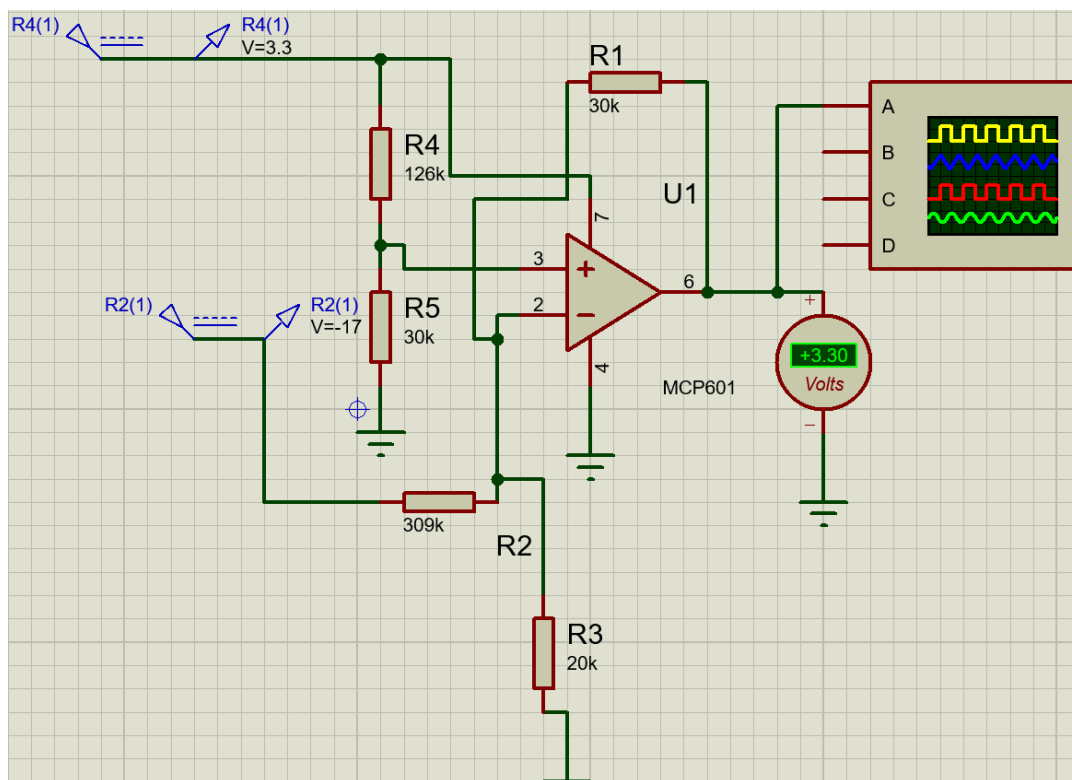 R4(1)
R4(1)
V=3.3
R1
30k
A
B
C
D
R4
126k
U1
7
3
6
2
R2(1)
R2(1)
V=-17
R5
30k
4
MCP601
+3.30
Volts
309k
R2
R3
20k